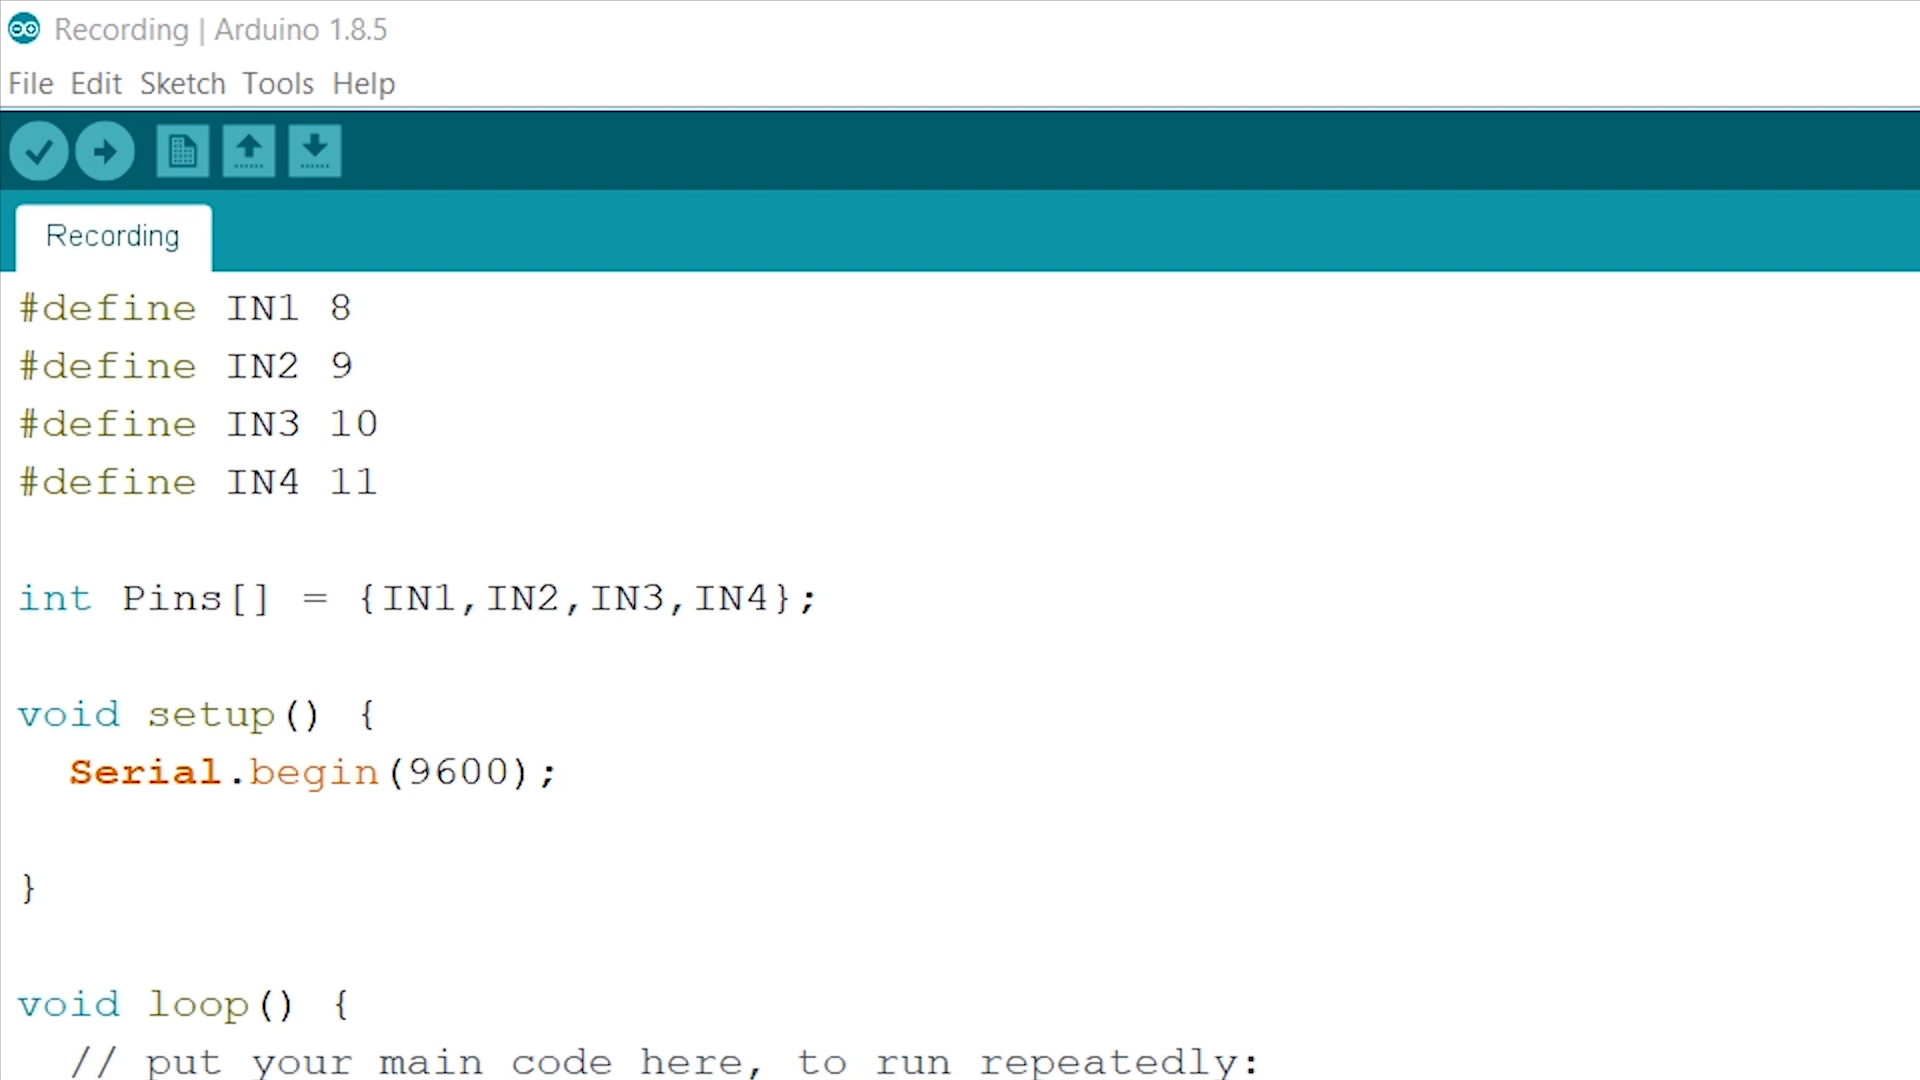 Recording | Arduino 1.8.5
File Edit Sketch Tools Help
Recording
#define IN1 8
#define IN2 9
#define IN3 10
#define IN4 11
int Pins[] = {IN1,IN2,IN3,IN4};
void setup() {
  Serial.begin(9600);
}
void loop() {
  // put your main code here, to run repeatedly: